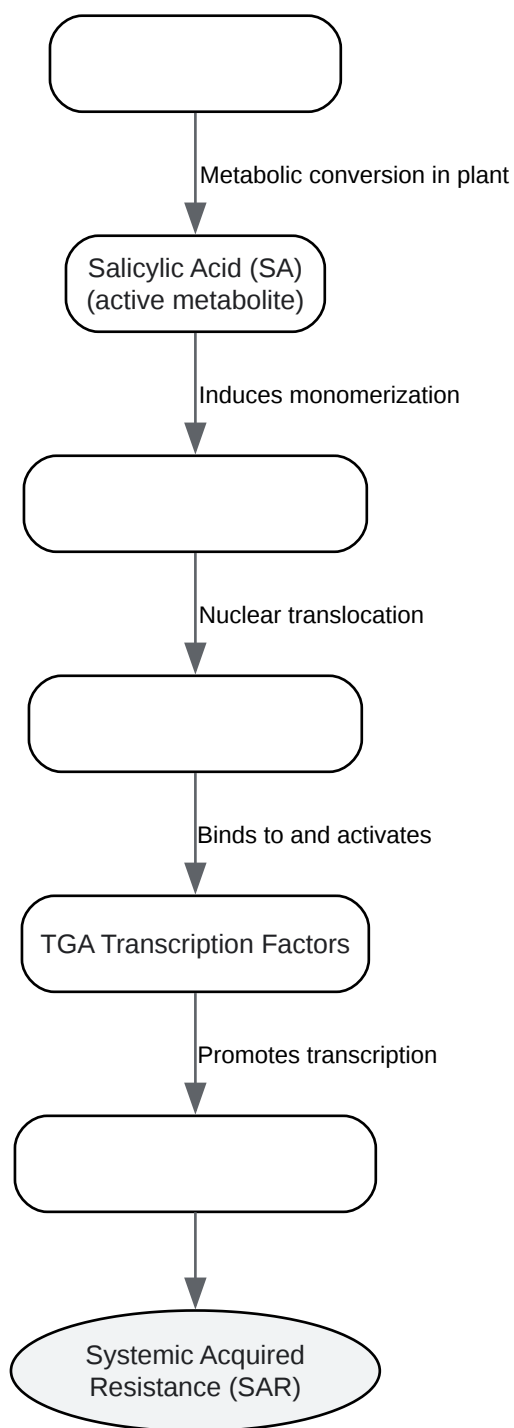 Metabolic conversion in plant
Salicylic Acid (SA)
(active metabolite)
Induces monomerization
Nuclear translocation
Binds to and activates
TGA Transcription Factors
Promotes transcription
Systemic Acquired
Resistance (SAR)